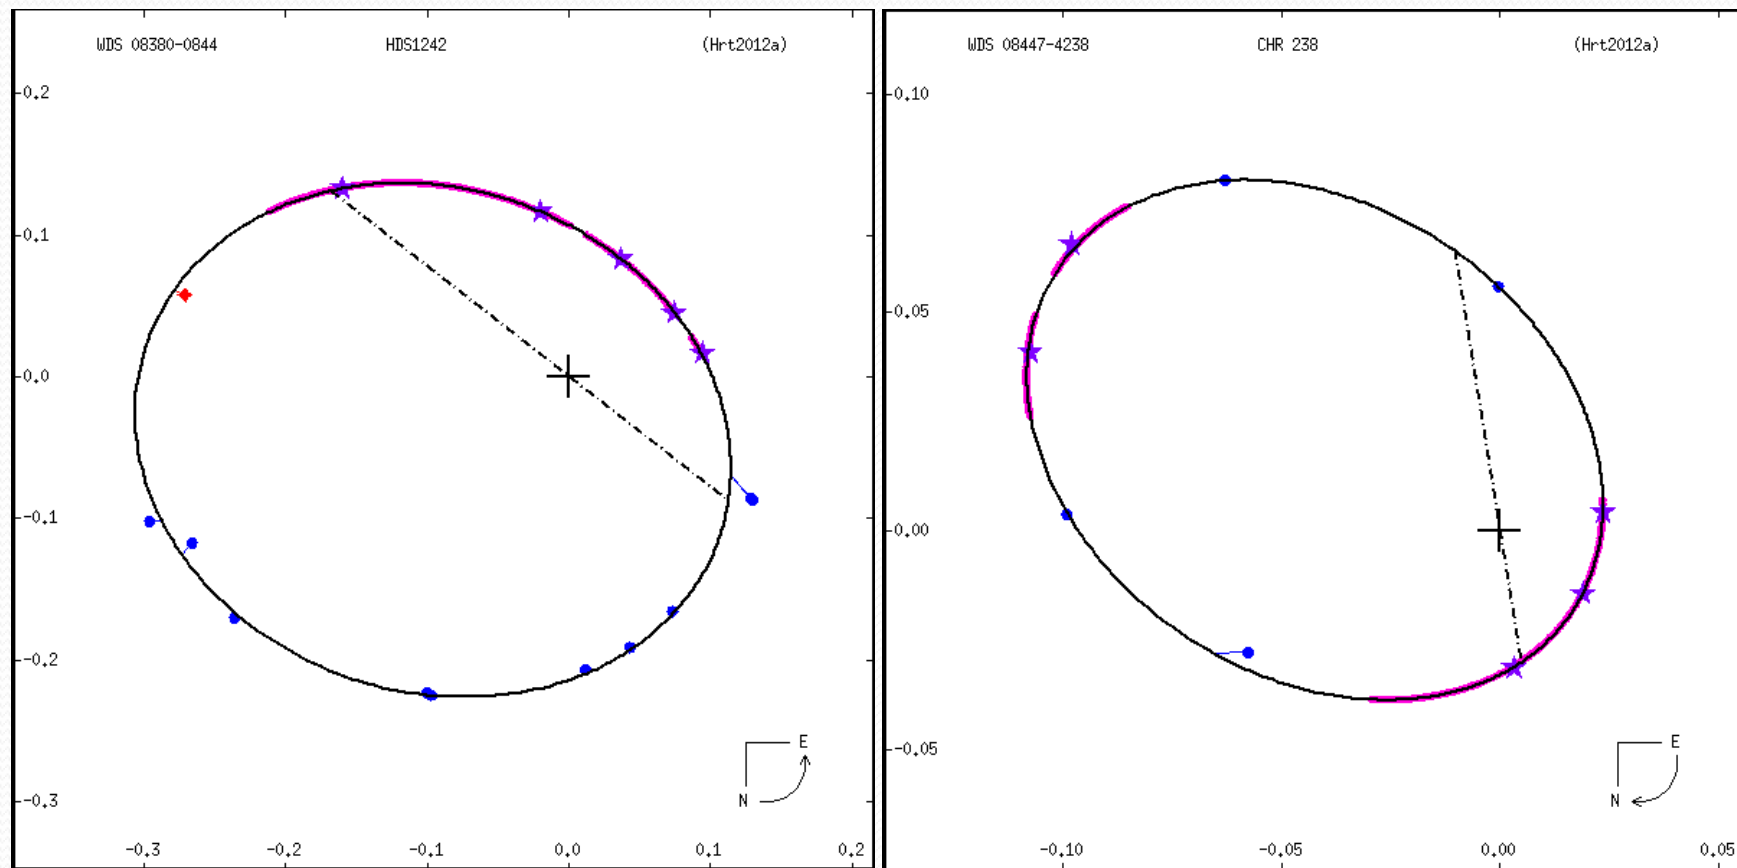 WDS 08380-0844 HDS1242 (Hrt2012a)
0.2
0.1
0.0
-0.1
-0.2
-0.3
-0.3 -0.2 -0.1 0.0 0.1 0.2
E
N
WDS 08447-4238 CHR 238 (Hrt2012a)
0.10
0.05
0.00
-0.05
-0.10 -0.05 0.00 0.05
E
N